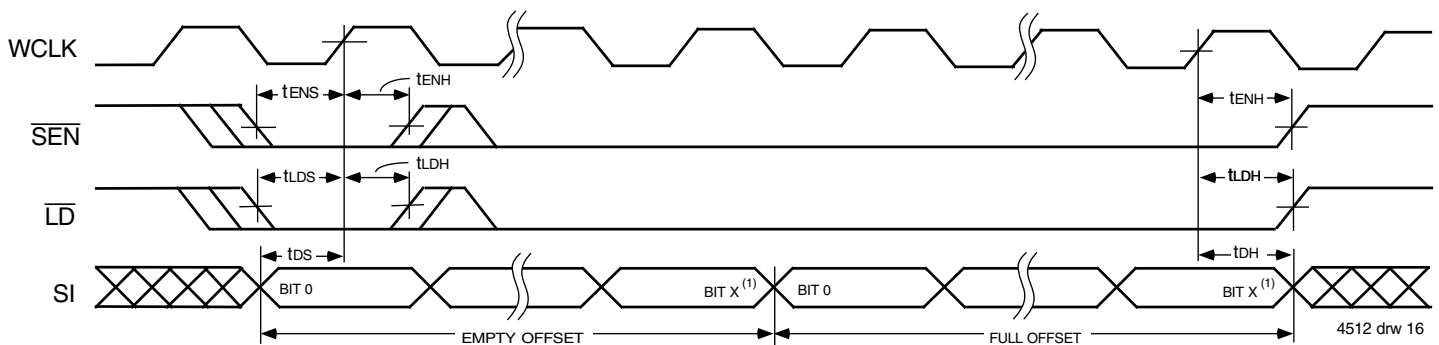 WCLK
tENS
tENH
tENH
SEN
tLDS
tLDH
tLDH
LD
tDS
tDH
SI
BIT 0
BIT X (1)
BIT 0
BIT X (1)
EMPTY OFFSET
FULL OFFSET
4512 drw 16